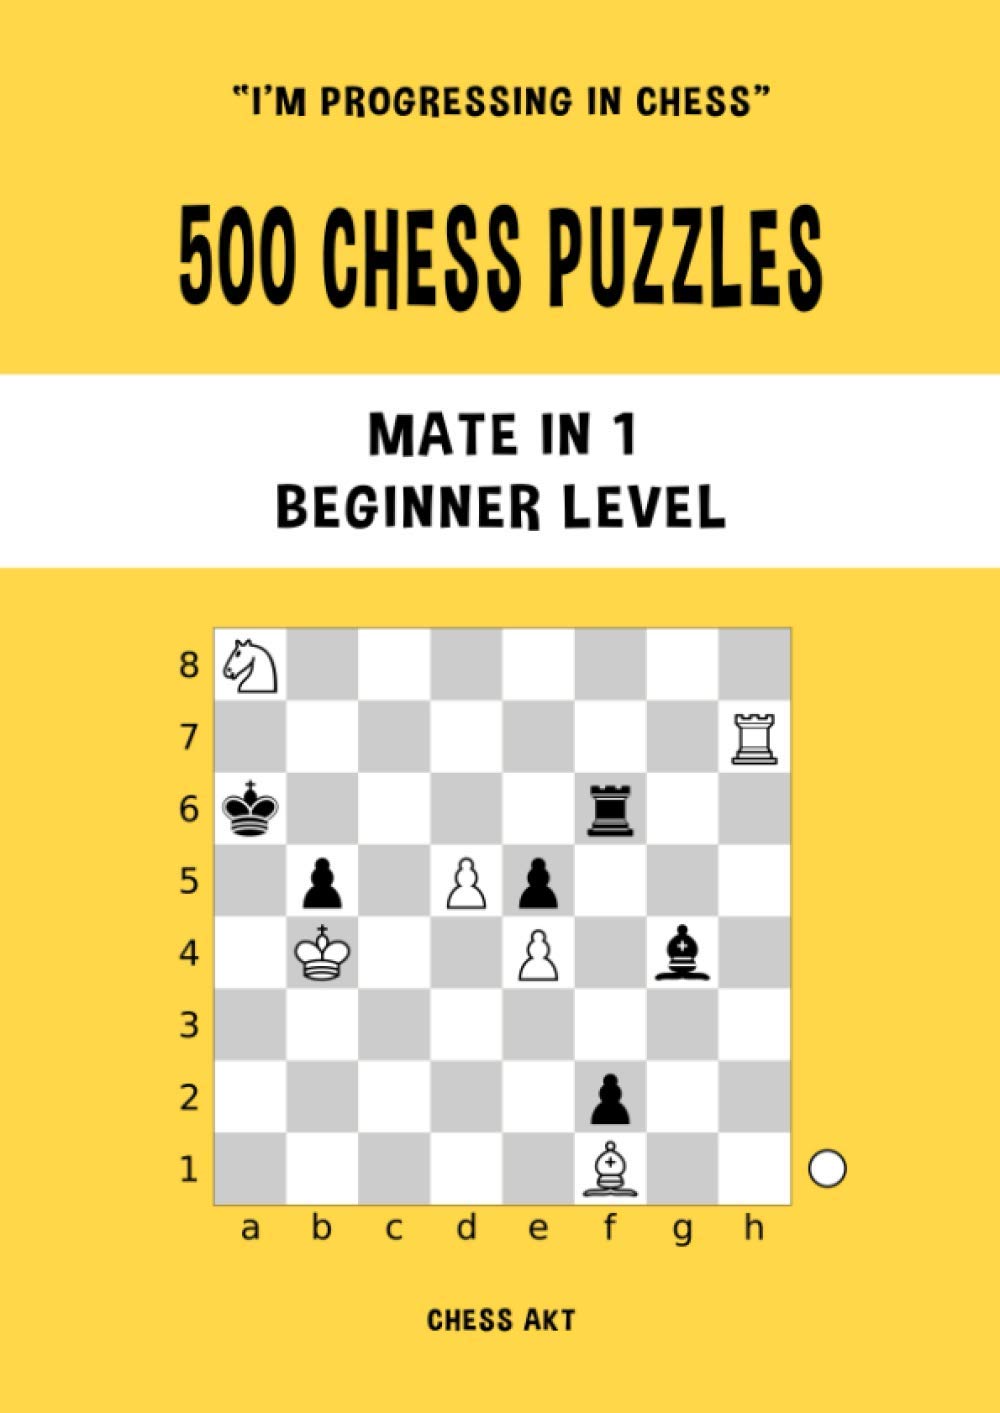 “I’M PROGRESSING IN CHESS”
500 CHESS PUZZLES
MATE IN 1
BEGINNER LEVEL
8
7
6
5
4
3
2
1
a b c d e f g h
CHESS AKT